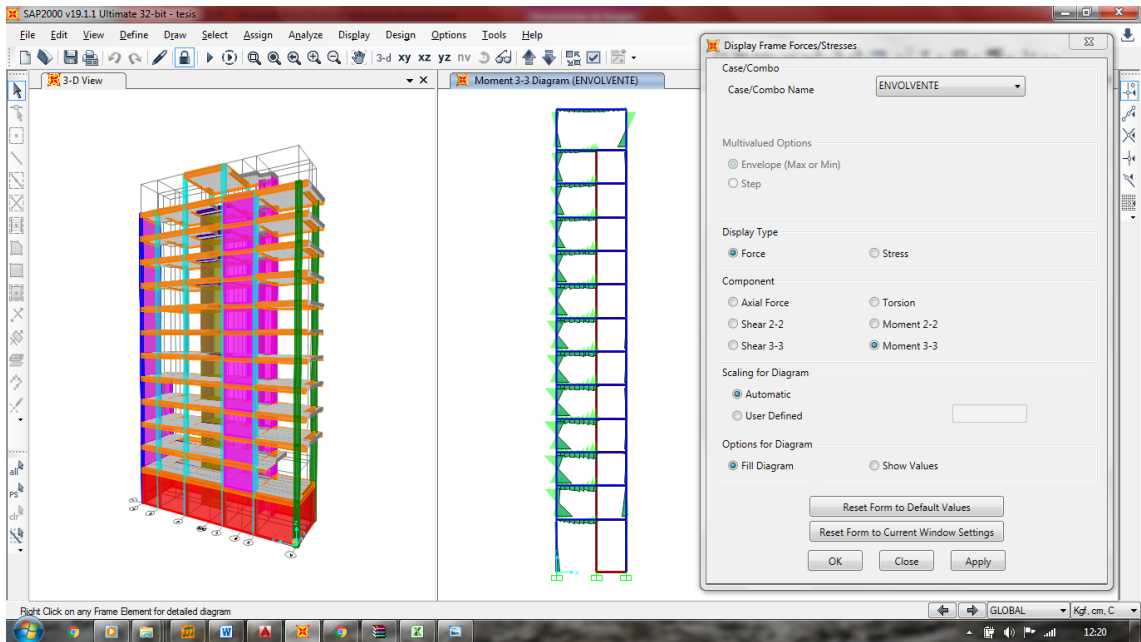 SAP2000 v19.1.1 Ultimate 32-bit - tesis
File Edit View Define Draw Select Assign Analyze Display Design Options Tools Help
3-d xy xz yz nv
3-D View
Moment 3-3 Diagram (ENVOLVENTE)
all
PS
clr
Z
X
Display Frame Forces/Stresses
Case/Combo
Case/Combo Name
ENVOLVENTE
Multivalued Options
Envelope (Max or Min)
Step
Display Type
Force
Stress
Component
Axial Force
Torsion
Shear 2-2
Moment 2-2
Shear 3-3
Moment 3-3
Scaling for Diagram
Automatic
User Defined
Options for Diagram
Fill Diagram
Show Values
Reset Form to Default Values
Reset Form to Current Window Settings
OK
Close
Apply
Right Click on any Frame Element for detailed diagram
GLOBAL
Kgf, cm, C
12:20